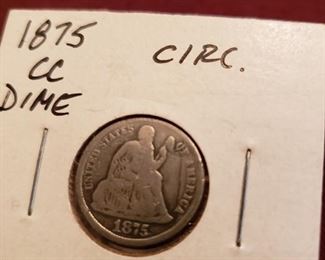 1875
CC
DIME
CIRC.
UNITED STATES OF AMERICA
1875